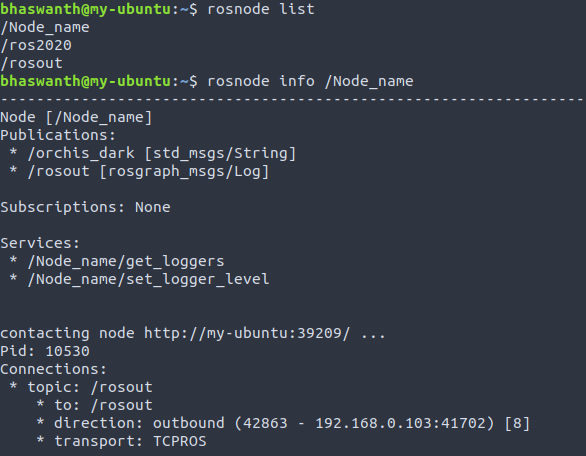 bhaswanth@my-ubuntu:~$ rosnode list
/Node_name
/ros2020
/rosout
bhaswanth@my-ubuntu:~$ rosnode info /Node_name
--------------------------------------------------------------------------------
Node [/Node_name]
Publications:
 * /orchis_dark [std_msgs/String]
 * /rosout [rosgraph_msgs/Log]

Subscriptions: None

Services:
 * /Node_name/get_loggers
 * /Node_name/set_logger_level


contacting node http://my-ubuntu:39209/ ...
Pid: 10530
Connections:
 * topic: /rosout
    * to: /rosout
    * direction: outbound (42863 - 192.168.0.103:41702) [8]
    * transport: TCPROS